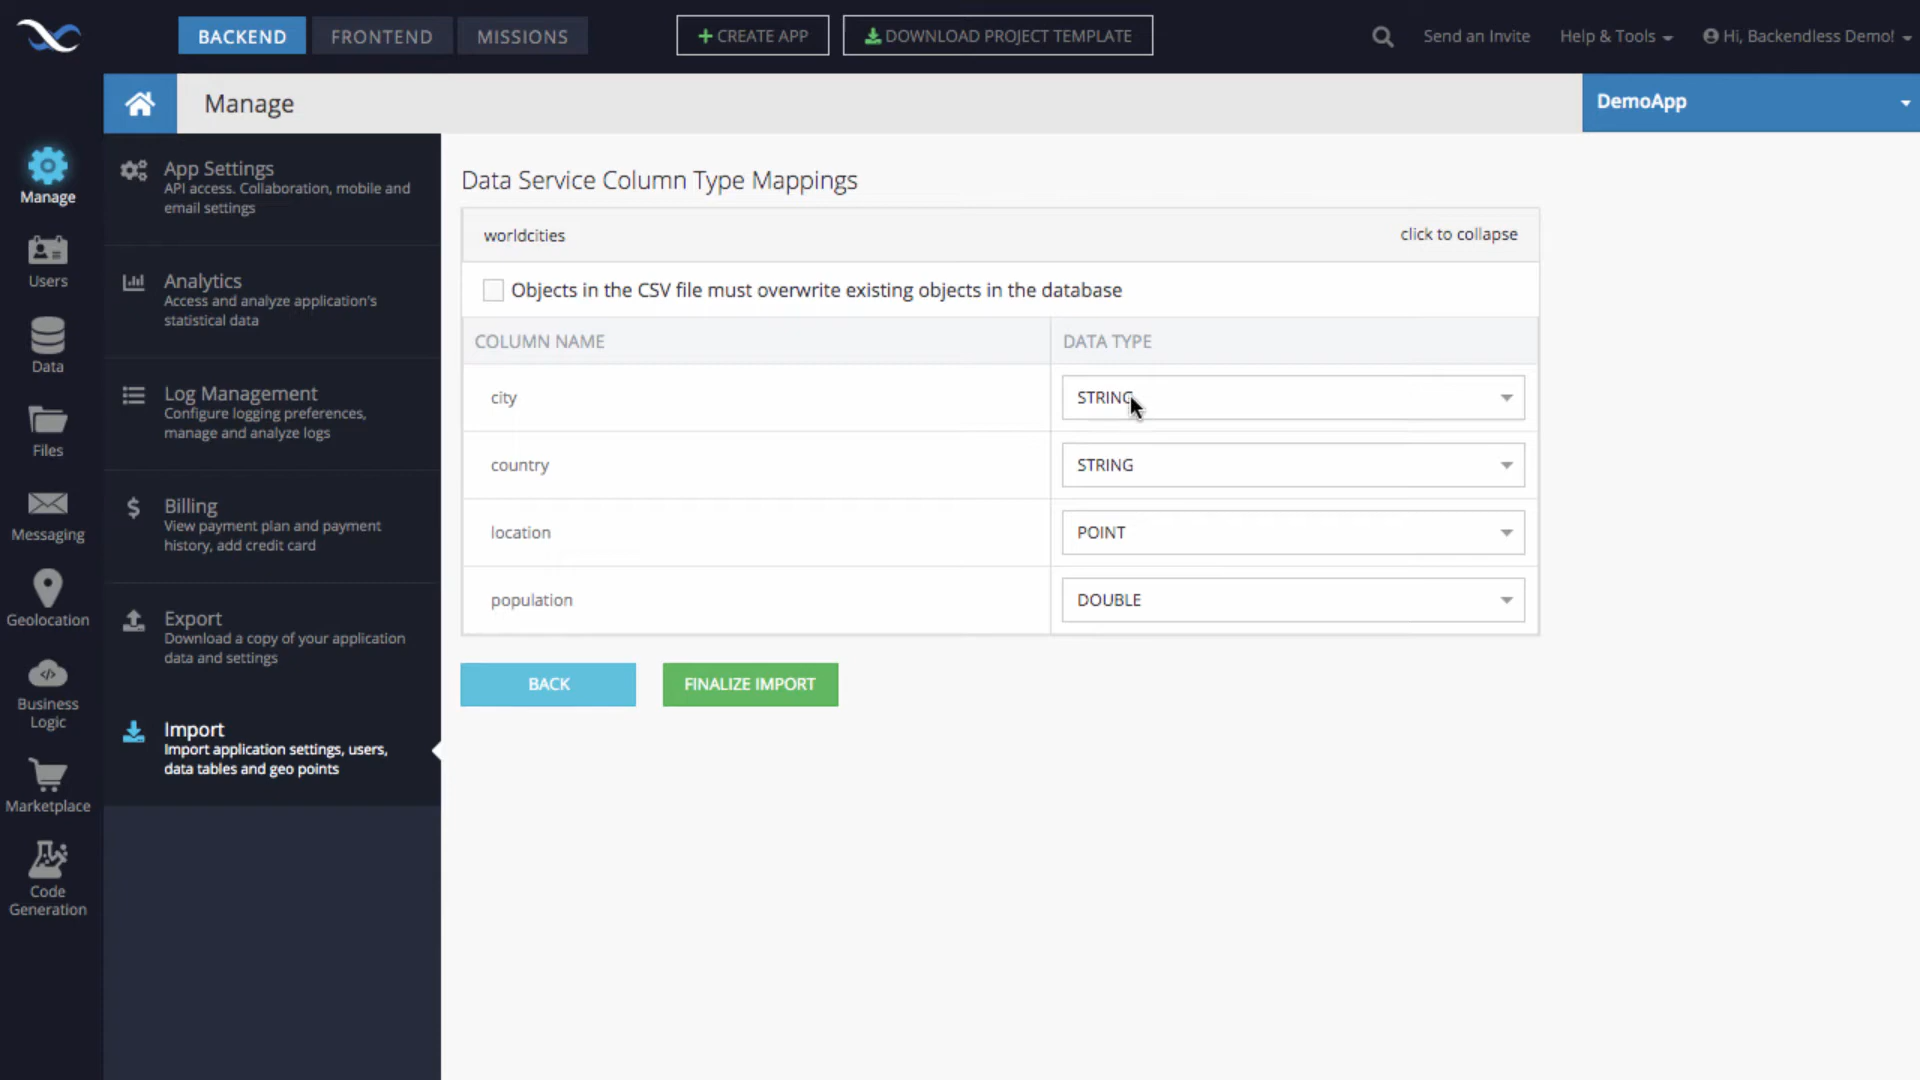 BACKEND
FRONTEND
MISSIONS
CREATE APP
DOWNLOAD PROJECT TEMPLATE
Send an Invite
Help & Tools
Hi, Backendless Demo!
Manage
DemoApp
Manage
Users
Data
Files
Messaging
Geolocation
Business
Logic
Marketplace
Code
Generation
App Settings
API access. Collaboration, mobile and
email settings
Analytics
Access and analyze application's
statistical data
Log Management
Configure logging preferences,
manage and analyze logs
Billing
View payment plan and payment
history, add credit card
Export
Download a copy of your application
data and settings
Import
Import application settings, users,
data tables and geo points
Data Service Column Type Mappings
worldcities
click to collapse
Objects in the CSV file must overwrite existing objects in the database
COLUMN NAME
DATA TYPE
city
STRING
country
STRING
location
POINT
population
DOUBLE
BACK
FINALIZE IMPORT